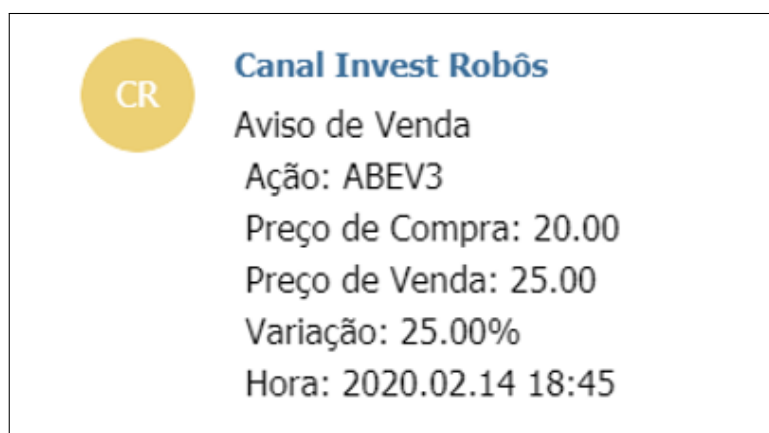 CR
Canal Invest Robôs
Aviso de Venda
Ação: ABEV3
Preço de Compra: 20.00
Preço de Venda: 25.00
Variação: 25.00%
Hora: 2020.02.14 18:45